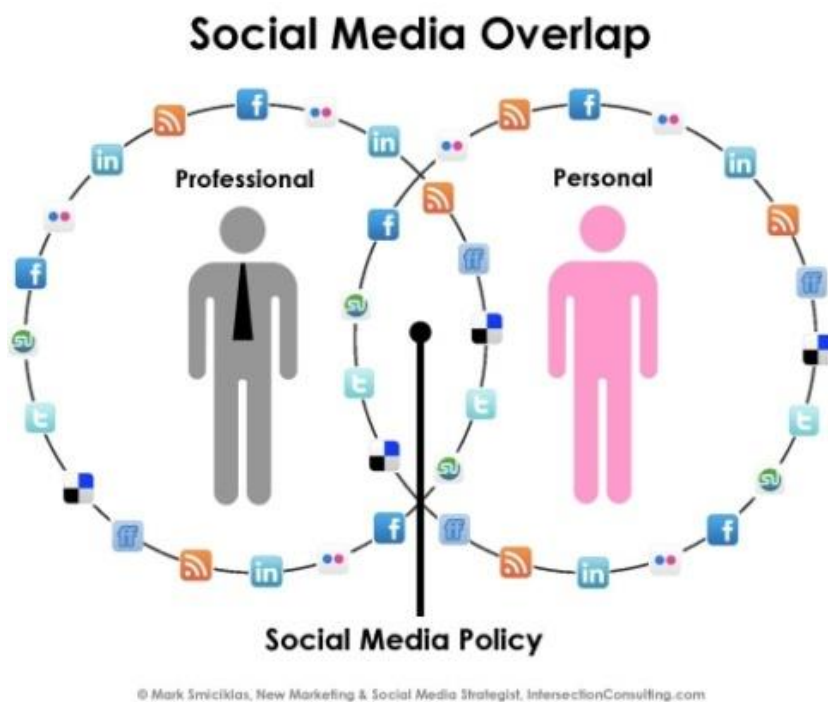 Social Media Overlap
Professional
Personal
Social Media Policy
© Mark Smiciklas, New Marketing & Social Media Strategist, IntersectionConsulting.com